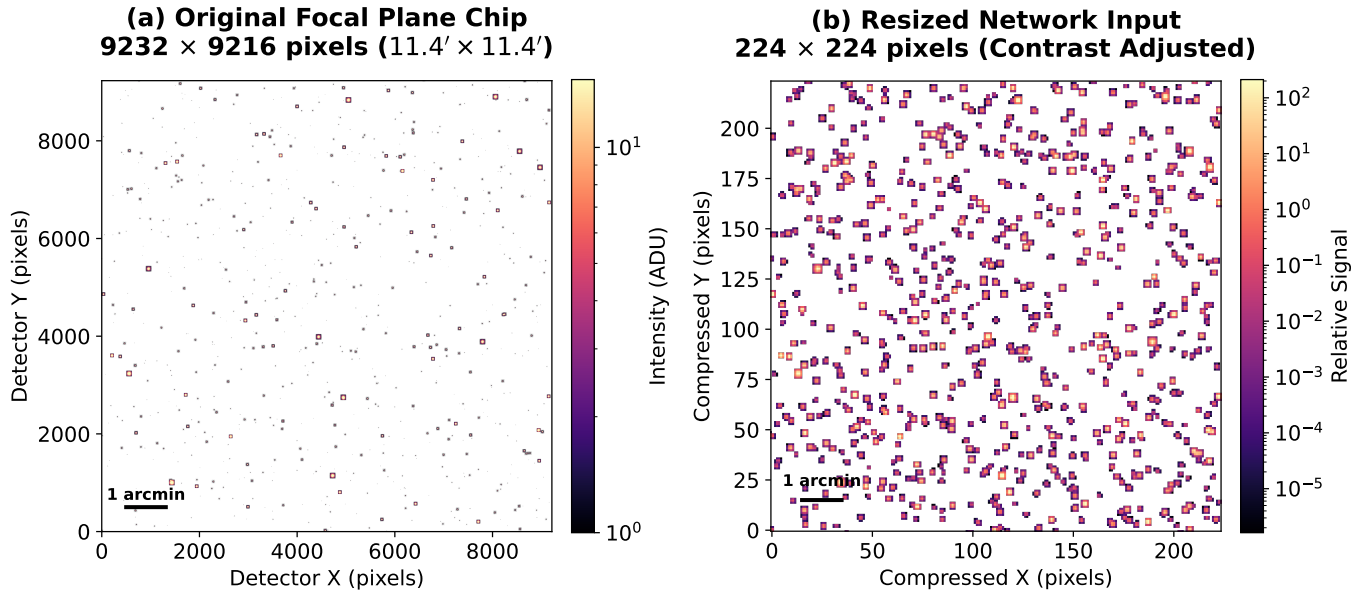 (a) Original Focal Plane Chip
9232 × 9216 pixels (11.4′ × 11.4′)
Detector Y (pixels)
8000
6000
4000
2000
0
1 arcmin
0 2000 4000 6000 8000
Detector X (pixels)
10¹
10⁰
Intensity (ADU)
(b) Resized Network Input
224 × 224 pixels (Contrast Adjusted)
Compressed Y (pixels)
200
175
150
125
100
75
50
25
0
1 arcmin
0 50 100 150 200
Compressed X (pixels)
10²
10¹
10⁰
10⁻¹
10⁻²
10⁻³
10⁻⁴
10⁻⁵
Relative Signal